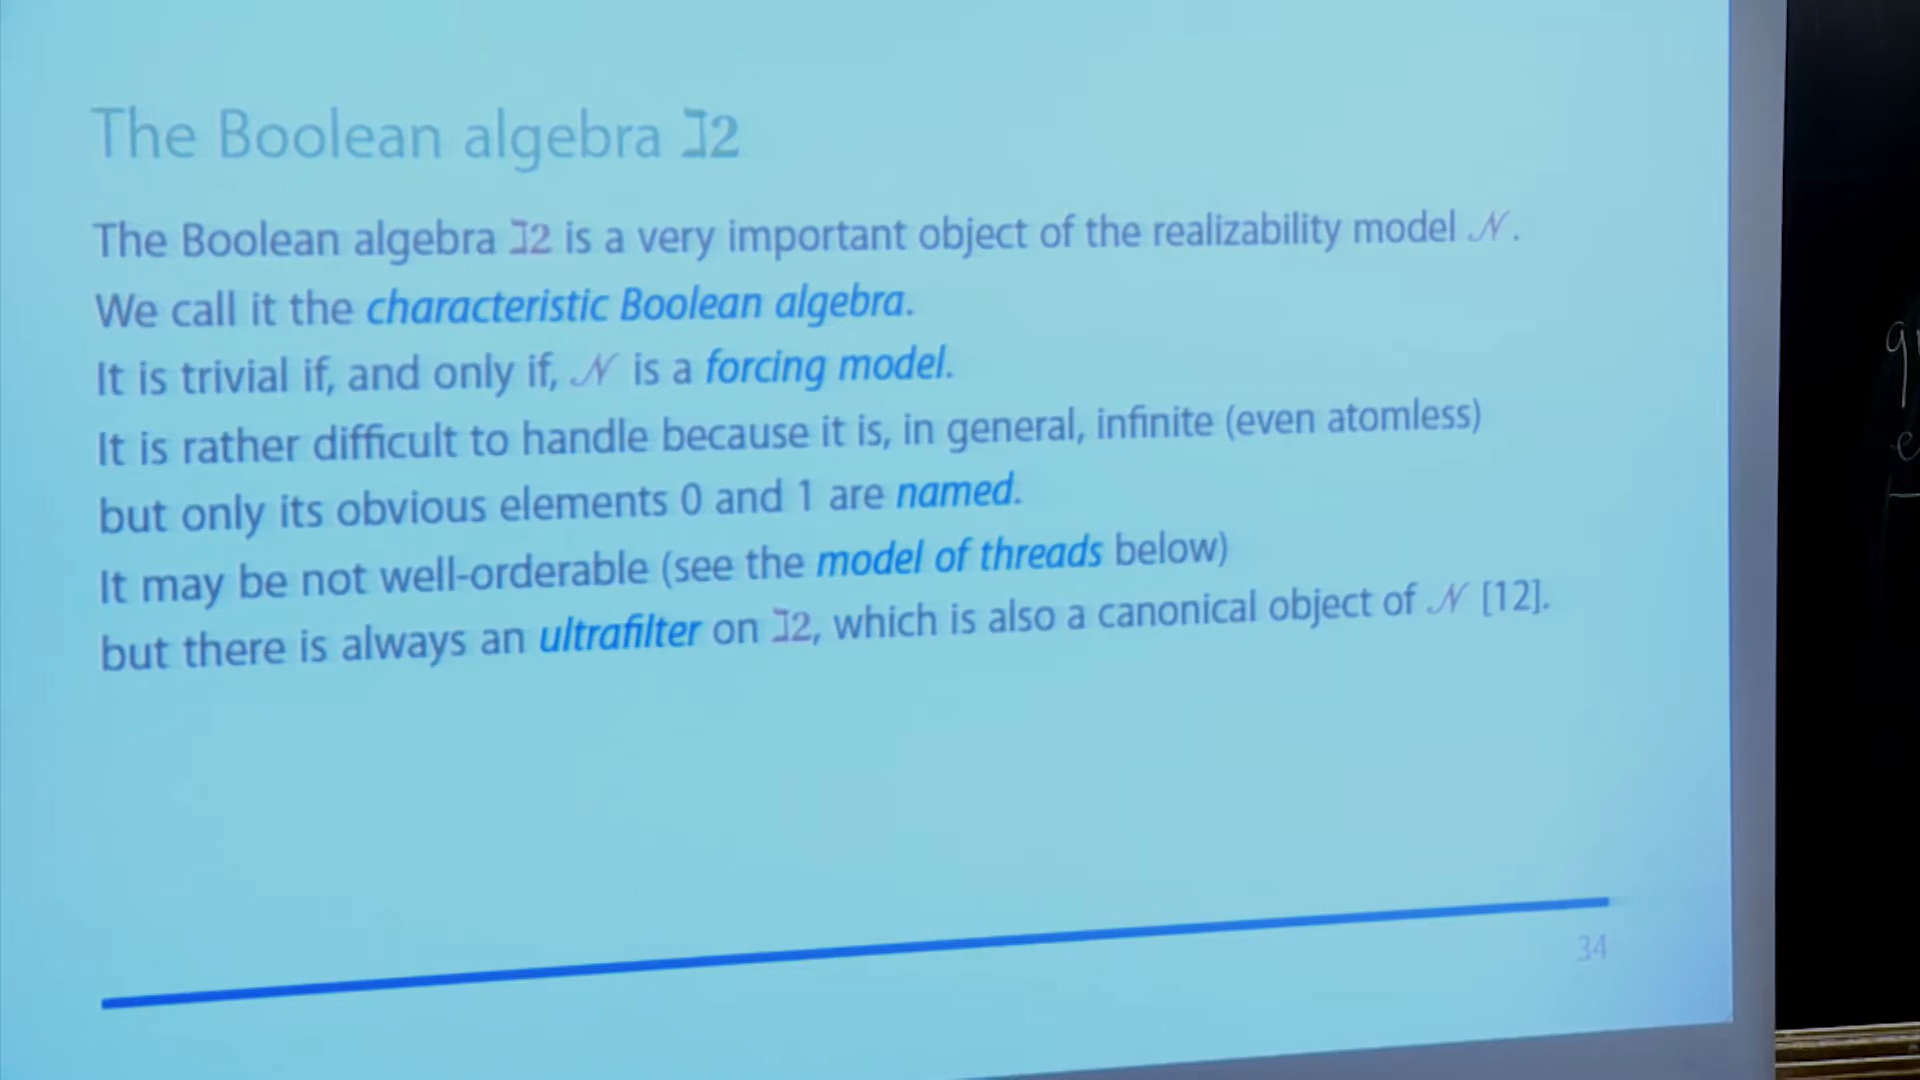 The Boolean algebra ℷ2
The Boolean algebra ℷ2 is a very important object of the realizability model 𝒩.
We call it the characteristic Boolean algebra.
It is trivial if, and only if, 𝒩 is a forcing model.
It is rather difficult to handle because it is, in general, infinite (even atomless)
but only its obvious elements 0 and 1 are named.
It may be not well-orderable (see the model of threads below)
but there is always an ultrafilter on ℷ2, which is also a canonical object of 𝒩 [12].
34